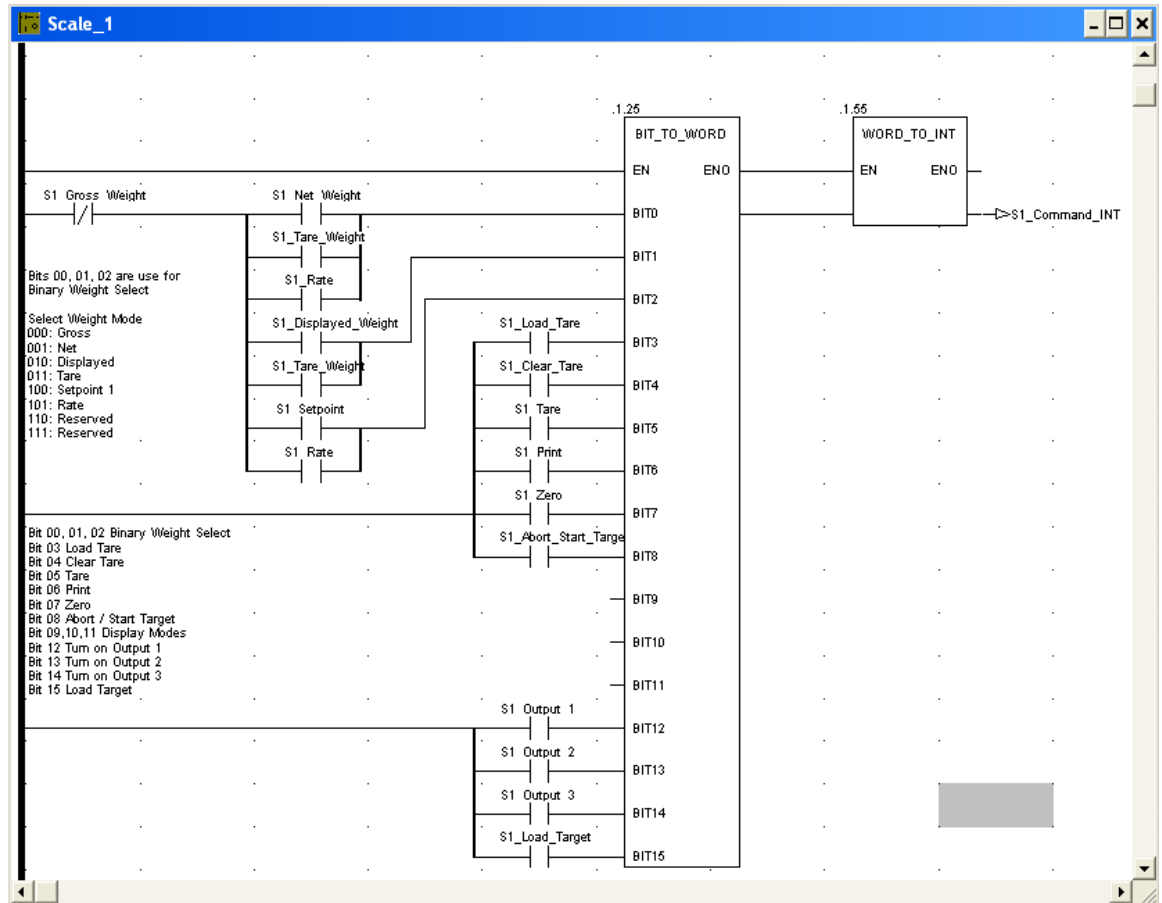 Scale_1
.1.25
.1.55
BIT_TO_WORD
WORD_TO_INT
EN ENO
EN ENO
S1_Gross_Weight
S1_Net_Weight
BIT0
S1_Command_INT
S1_Tare_Weight
BIT1
Bits 00, 01, 02 are use for
Binary Weight Select
S1_Rate
BIT2
Select Weight Mode
000: Gross
001: Net
010: Displayed
011: Tare
100: Setpoint 1
101: Rate
110: Reserved
111: Reserved
S1_Displayed_Weight
S1_Load_Tare
BIT3
S1_Tare_Weight
S1_Clear_Tare
BIT4
S1_Setpoint
S1_Tare
BIT5
S1_Rate
S1_Print
BIT6
S1_Zero
BIT7
Bit 00, 01, 02 Binary Weight Select
Bit 03 Load Tare
Bit 04 Clear Tare
Bit 05 Tare
Bit 06 Print
Bit 07 Zero
Bit 08 Abort / Start Target
Bit 09,10,11 Display Modes
Bit 12 Turn on Output 1
Bit 13 Turn on Output 2
Bit 14 Turn on Output 3
Bit 15 Load Target
S1_Abort_Start_Targe
BIT8
BIT9
BIT10
BIT11
S1_Output_1
BIT12
S1_Output_2
BIT13
S1_Output_3
BIT14
S1_Load_Target
BIT15